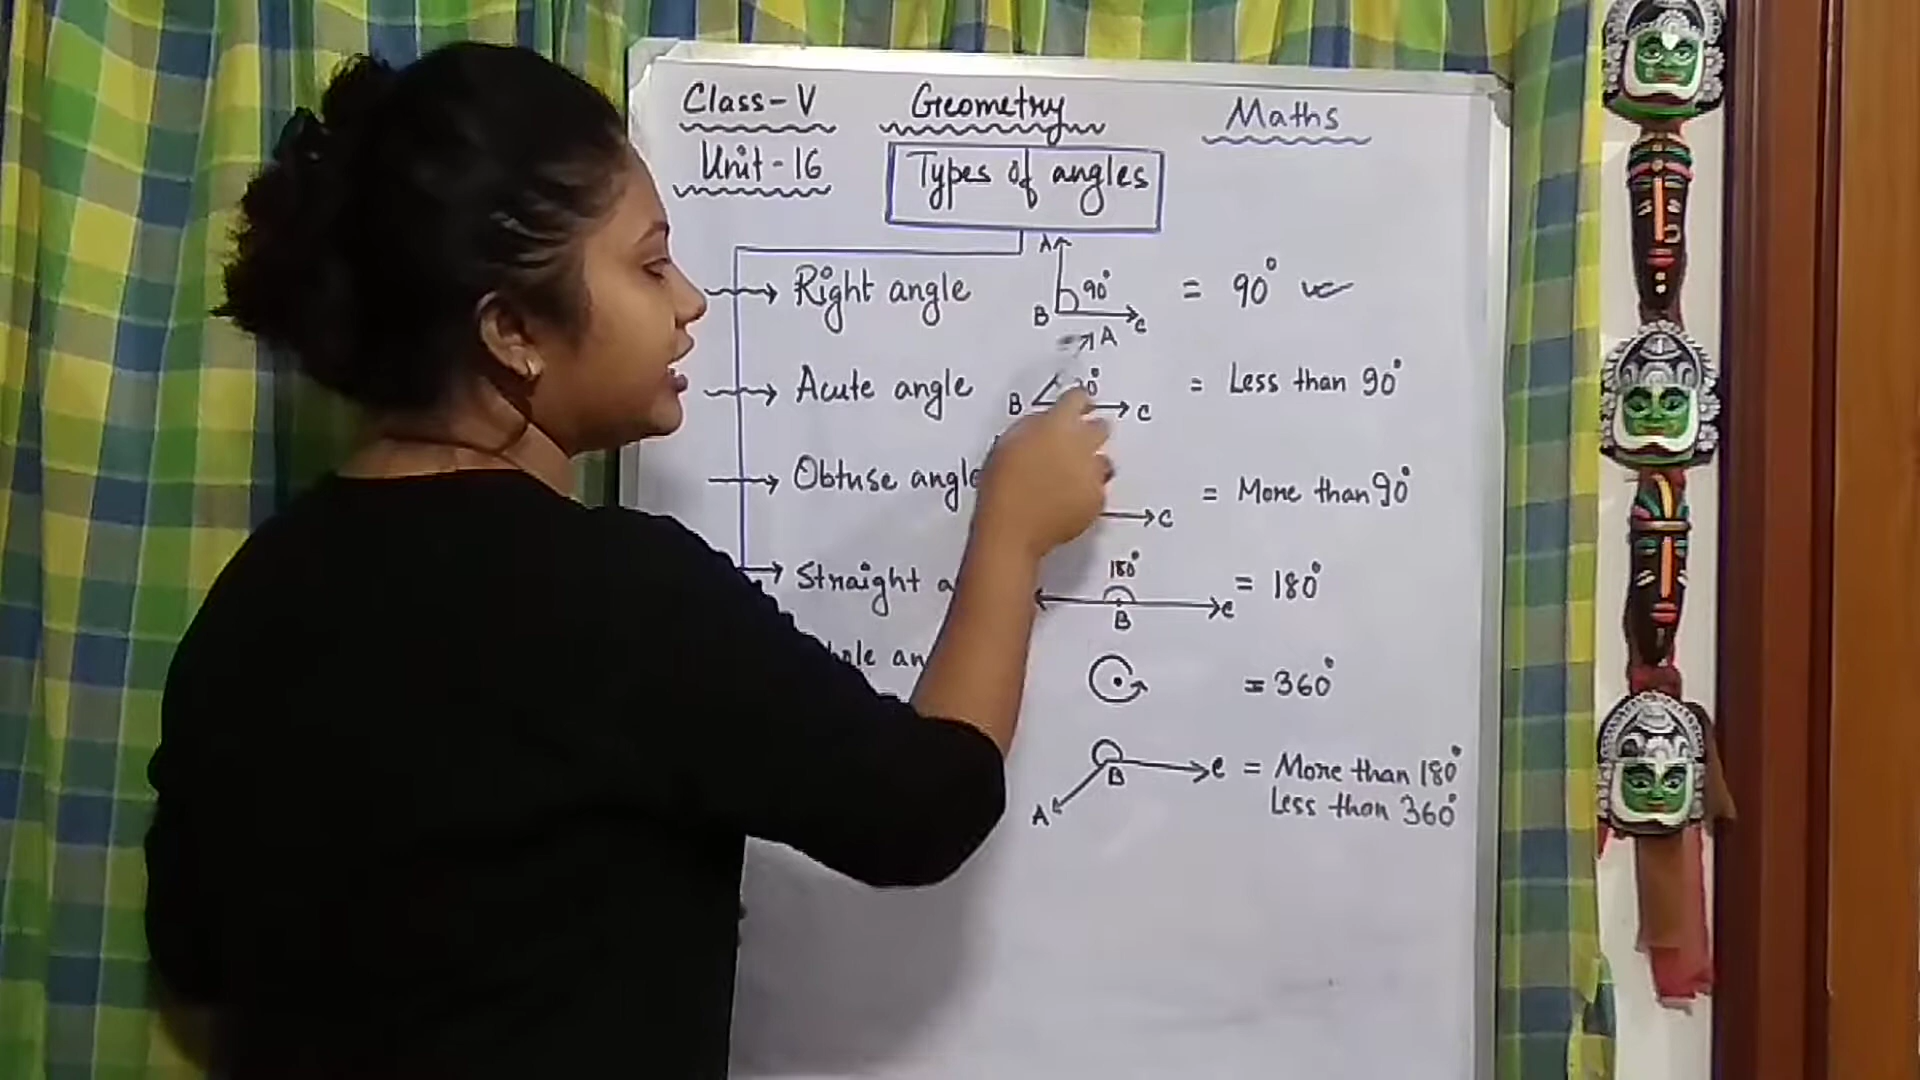 Class-V Geometry Maths
Unit-16 Types of angles
Right angle A 90° B C = 90°
Acute angle A B C = Less than 90°
Obtuse angle C = More than 90°
Straight 180° B C = 180°
= 360°
A B C = More than 180°
Less than 360°